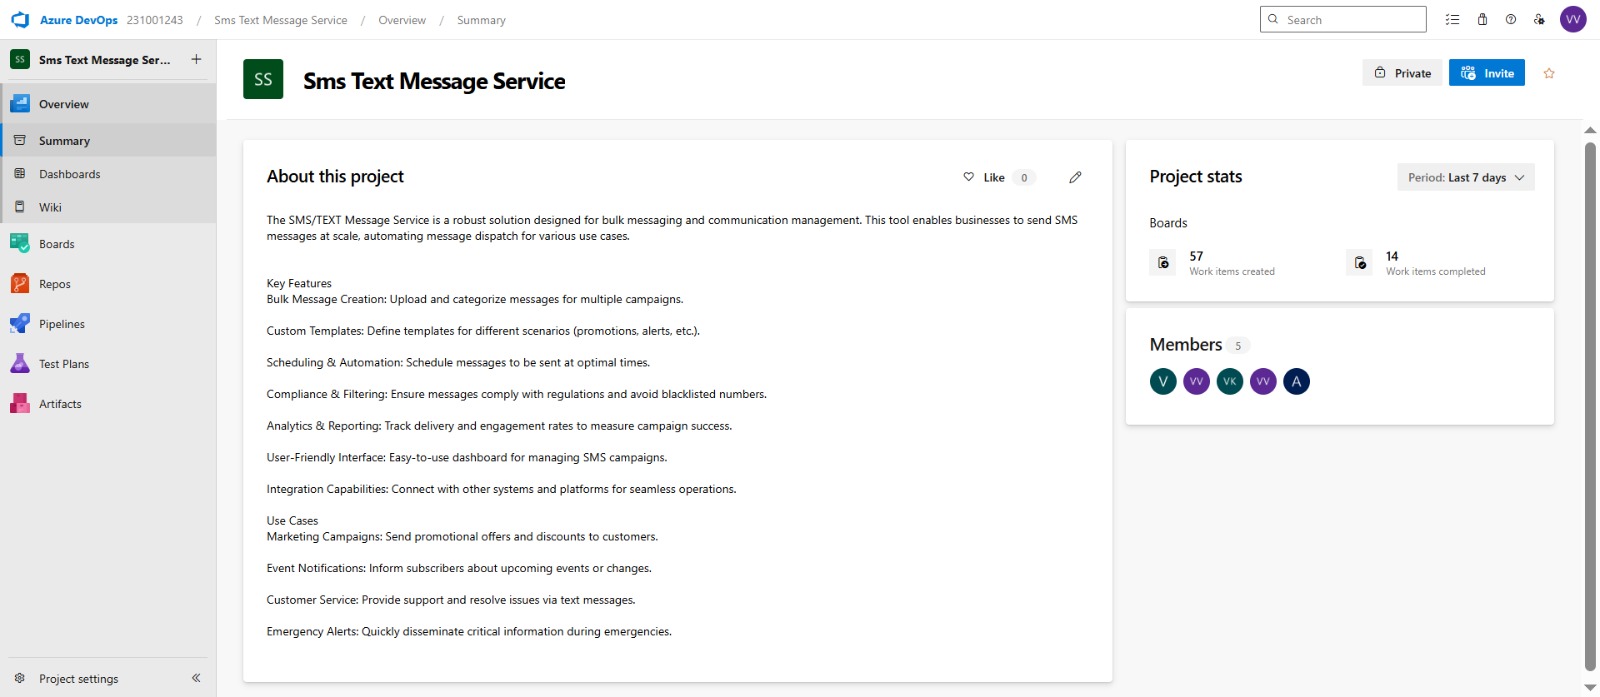 Azure DevOps 231001243 / Sms Text Message Service / Overview / Summary
Search
VV
SS Sms Text Message Ser... +
Overview
Summary
Dashboards
Wiki
Boards
Repos
Pipelines
Test Plans
Artifacts
Project settings
SS Sms Text Message Service
Private
Invite
About this project
Like 0
The SMS/TEXT Message Service is a robust solution designed for bulk messaging and communication management. This tool enables businesses to send SMS
messages at scale, automating message dispatch for various use cases.
Key Features
Bulk Message Creation: Upload and categorize messages for multiple campaigns.
Custom Templates: Define templates for different scenarios (promotions, alerts, etc.).
Scheduling & Automation: Schedule messages to be sent at optimal times.
Compliance & Filtering: Ensure messages comply with regulations and avoid blacklisted numbers.
Analytics & Reporting: Track delivery and engagement rates to measure campaign success.
User-Friendly Interface: Easy-to-use dashboard for managing SMS campaigns.
Integration Capabilities: Connect with other systems and platforms for seamless operations.
Use Cases
Marketing Campaigns: Send promotional offers and discounts to customers.
Event Notifications: Inform subscribers about upcoming events or changes.
Customer Service: Provide support and resolve issues via text messages.
Emergency Alerts: Quickly disseminate critical information during emergencies.
Project stats
Period: Last 7 days
Boards
57
Work items created
14
Work items completed
Members 5
V VV VK VV A